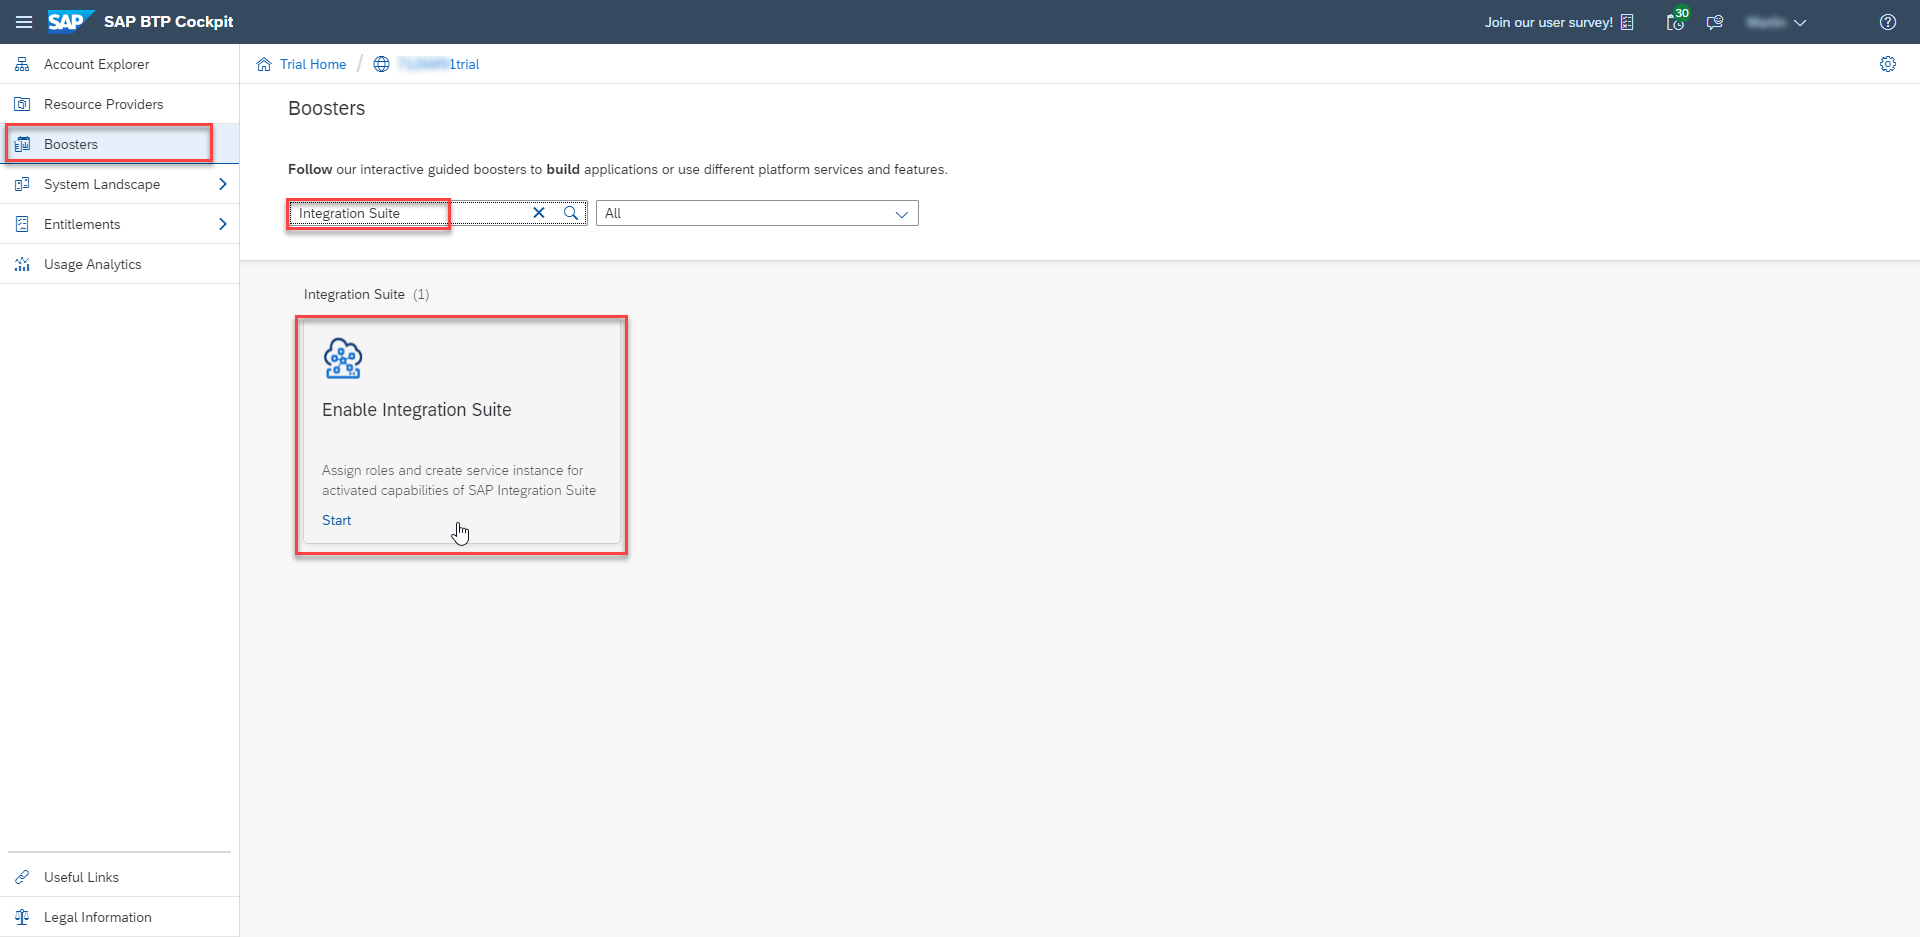 SAP SAP BTP Cockpit
Join our user survey!
30
Account Explorer
Resource Providers
Boosters
System Landscape
Entitlements
Usage Analytics
Useful Links
Legal Information
Trial Home / 1trial
Boosters
Follow our interactive guided boosters to build applications or use different platform services and features.
Integration Suite
All
Integration Suite (1)
Enable Integration Suite
Assign roles and create service instance for
activated capabilities of SAP Integration Suite
Start